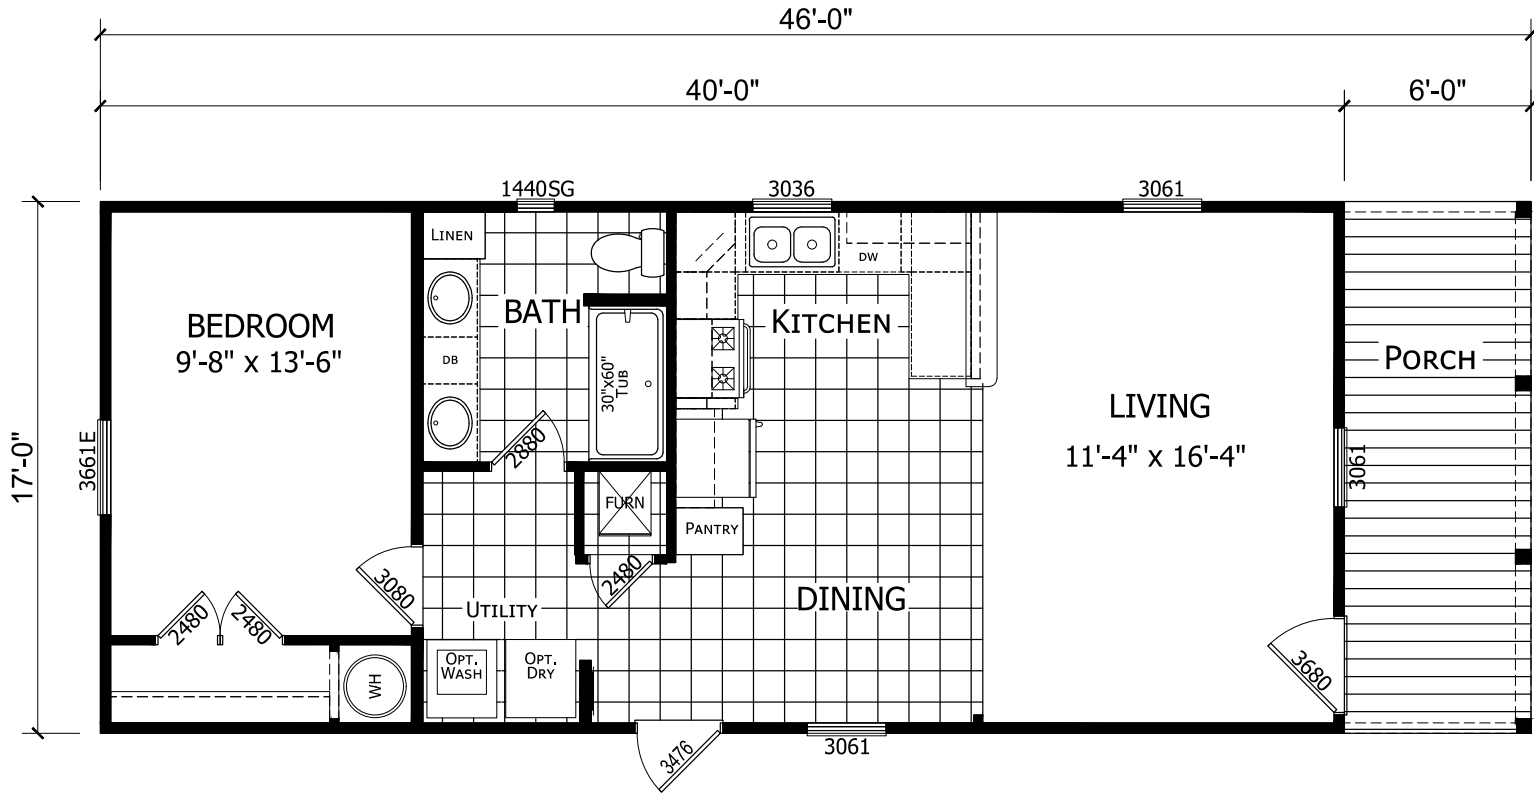 46'-0"
40'-0"
6'-0"
1440SG
3036
3061
LINEN
DW
BATH
KITCHEN
BEDROOM
9'-8" x 13'-6"
DB
30"x60"
TUB
PORCH
LIVING
11'-4" x 16'-4"
17'-0"
3661E
2880
3061
FURN
PANTRY
3080
2480
DINING
UTILITY
2480
2480
OPT.
WASH
OPT.
DRY
WH
3680
3476
3061